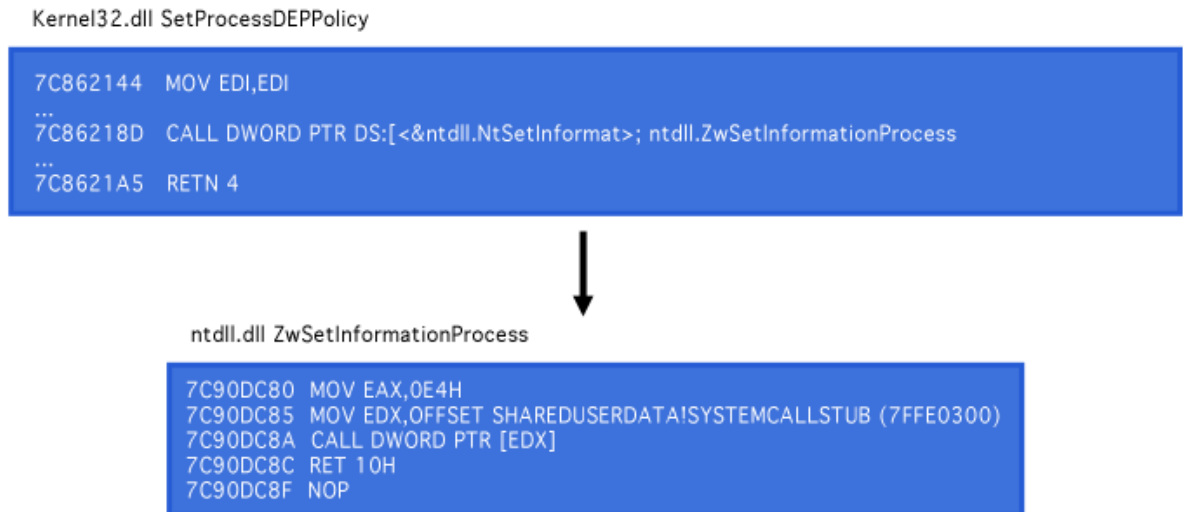 Kernel32.dll SetProcessDEPPolicy
7C862144 MOV EDI,EDI
...
7C86218D CALL DWORD PTR DS:[<&ntdll.NtSetInformat>; ntdll.ZwSetInformationProcess
...
7C8621A5 RETN 4
ntdll.dll ZwSetInformationProcess
7C90DC80 MOV EAX,0E4H
7C90DC85 MOV EDX,OFFSET SHAREDUSERDATA!SYSTEMCALLSTUB (7FFE0300)
7C90DC8A CALL DWORD PTR [EDX]
7C90DC8C RET 10H
7C90DC8F NOP